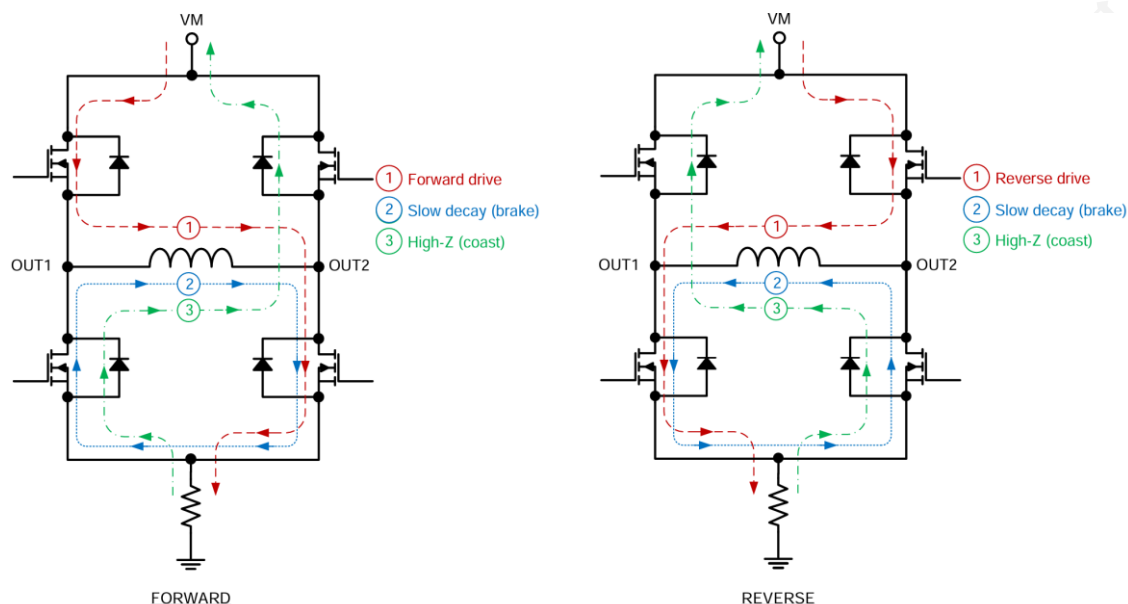 VM
1 Forward drive
2 Slow decay (brake)
3 High-Z (coast)
1
OUT1
OUT2
2
3
FORWARD
VM
1 Reverse drive
2 Slow decay (brake)
3 High-Z (coast)
1
OUT1
OUT2
2
3
REVERSE